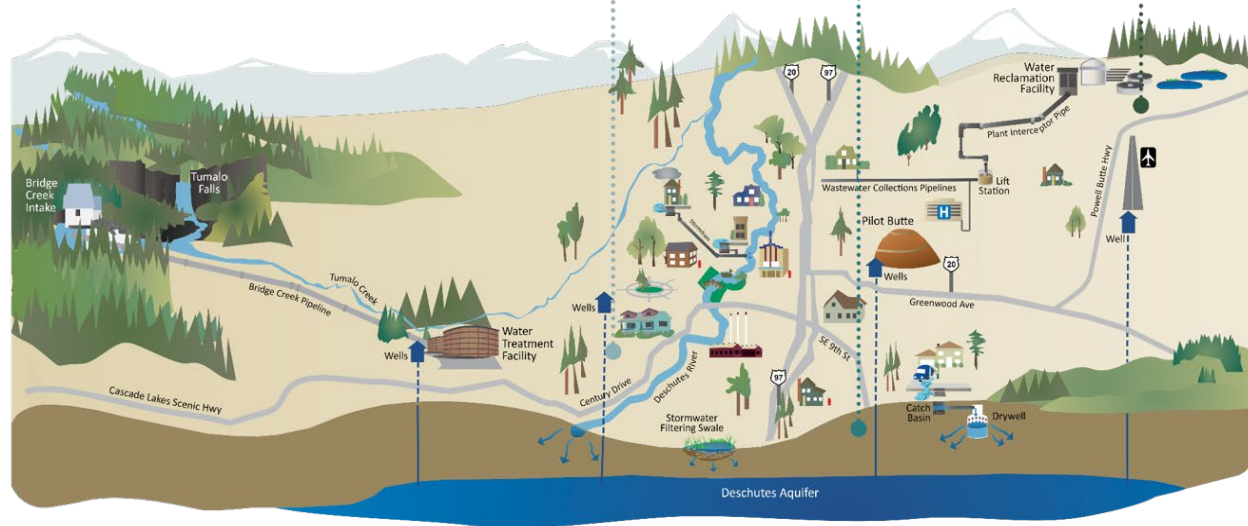 20
97
Water
Reclamation
Facility
Plant Interceptor Pipe
Tumalo
Falls
Bridge
Creek
Intake
Wastewater Collections Pipelines
Lift
Station
Powell Butte Hwy
H
Pilot Butte
Well
Wells
20
Greenwood Ave
Tumalo Creek
Bridge Creek Pipeline
Wells
Water
Treatment
Facility
Wells
SE 9th St
Century Drive
Deschutes River
97
Cascade Lakes Scenic Hwy
Stormwater
Filtering Swale
Catch
Basin
Drywell
Deschutes Aquifer